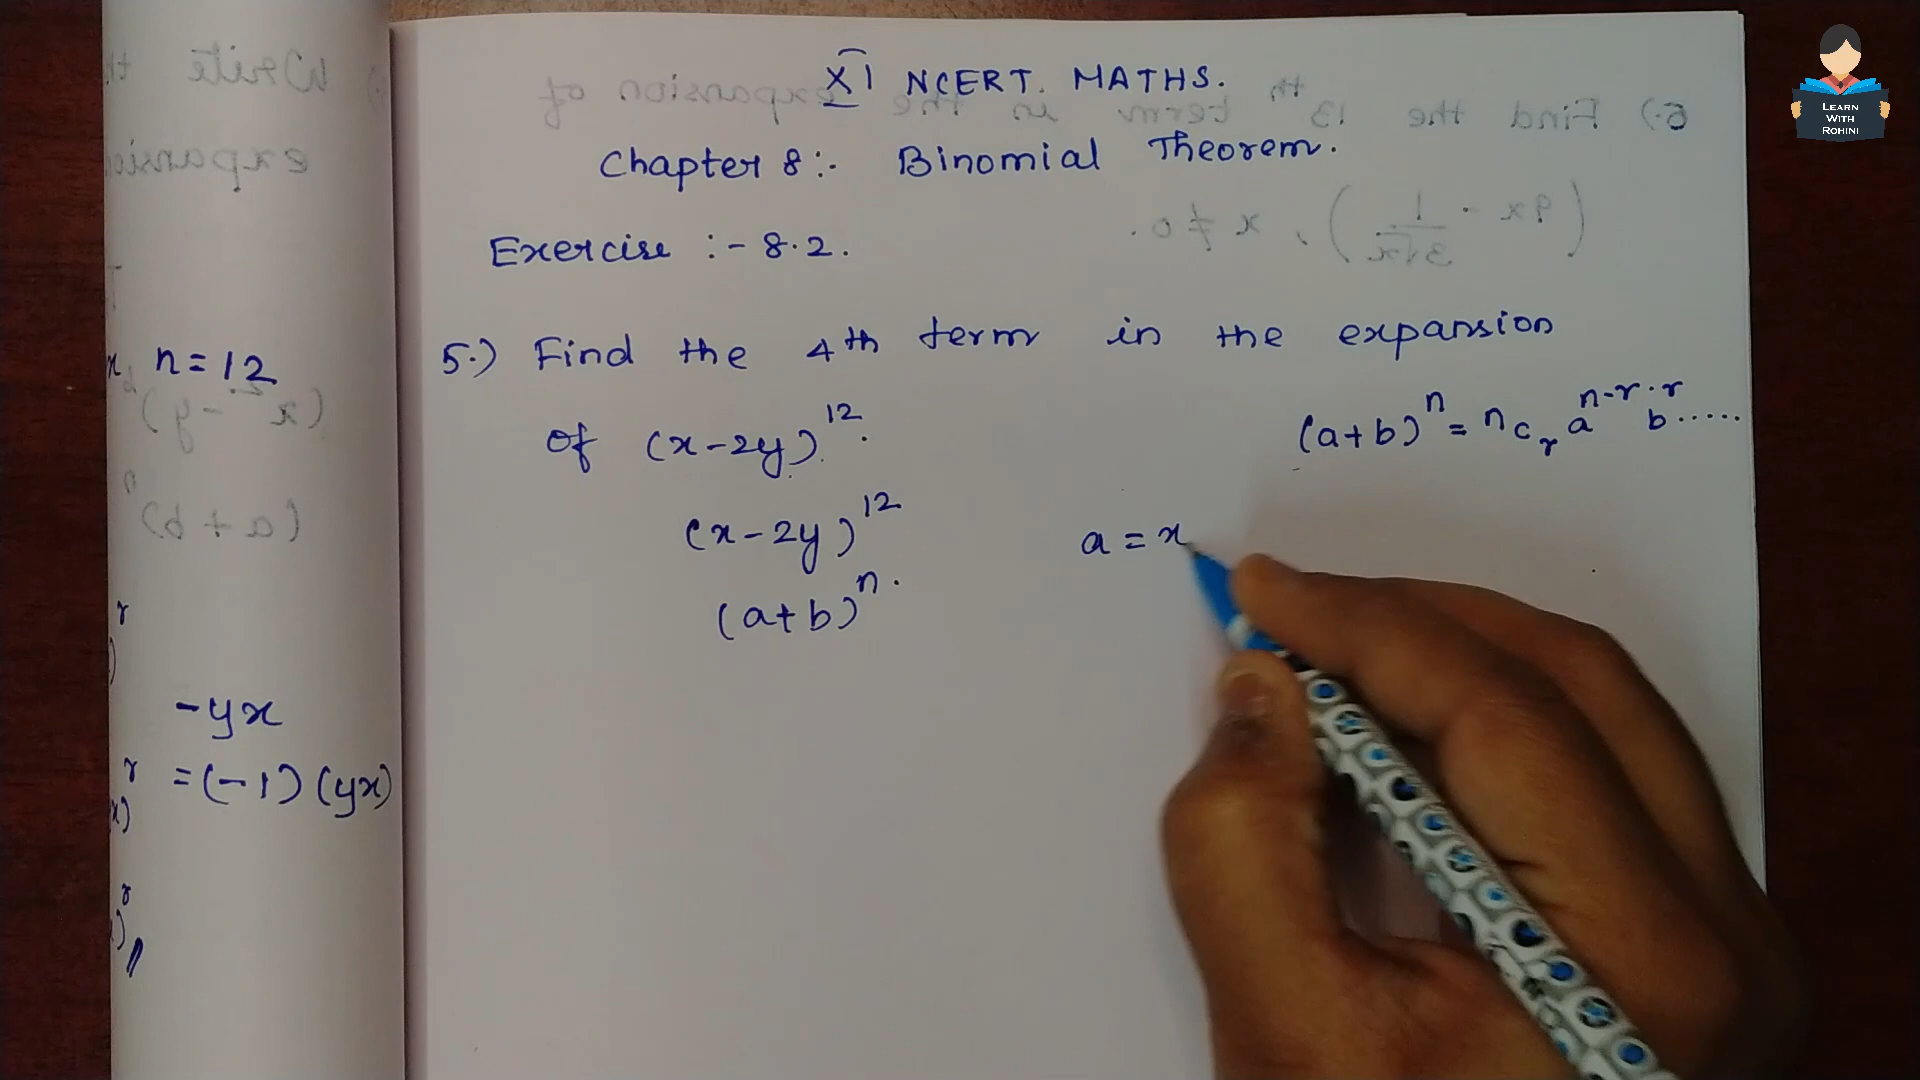 XI NCERT. MATHS.
Chapter 8:- Binomial Theorem.
Exercise :- 8.2.
5.) Find the 4th term in the expansion
of (x-2y)^12.
(a+b)^n = nCr a^n-r . b^r.....
(x-2y)^12
(a+b)^n.
a = x
n=12
-yx
=(-1)(yx)
LEARN
WITH
ROHINI